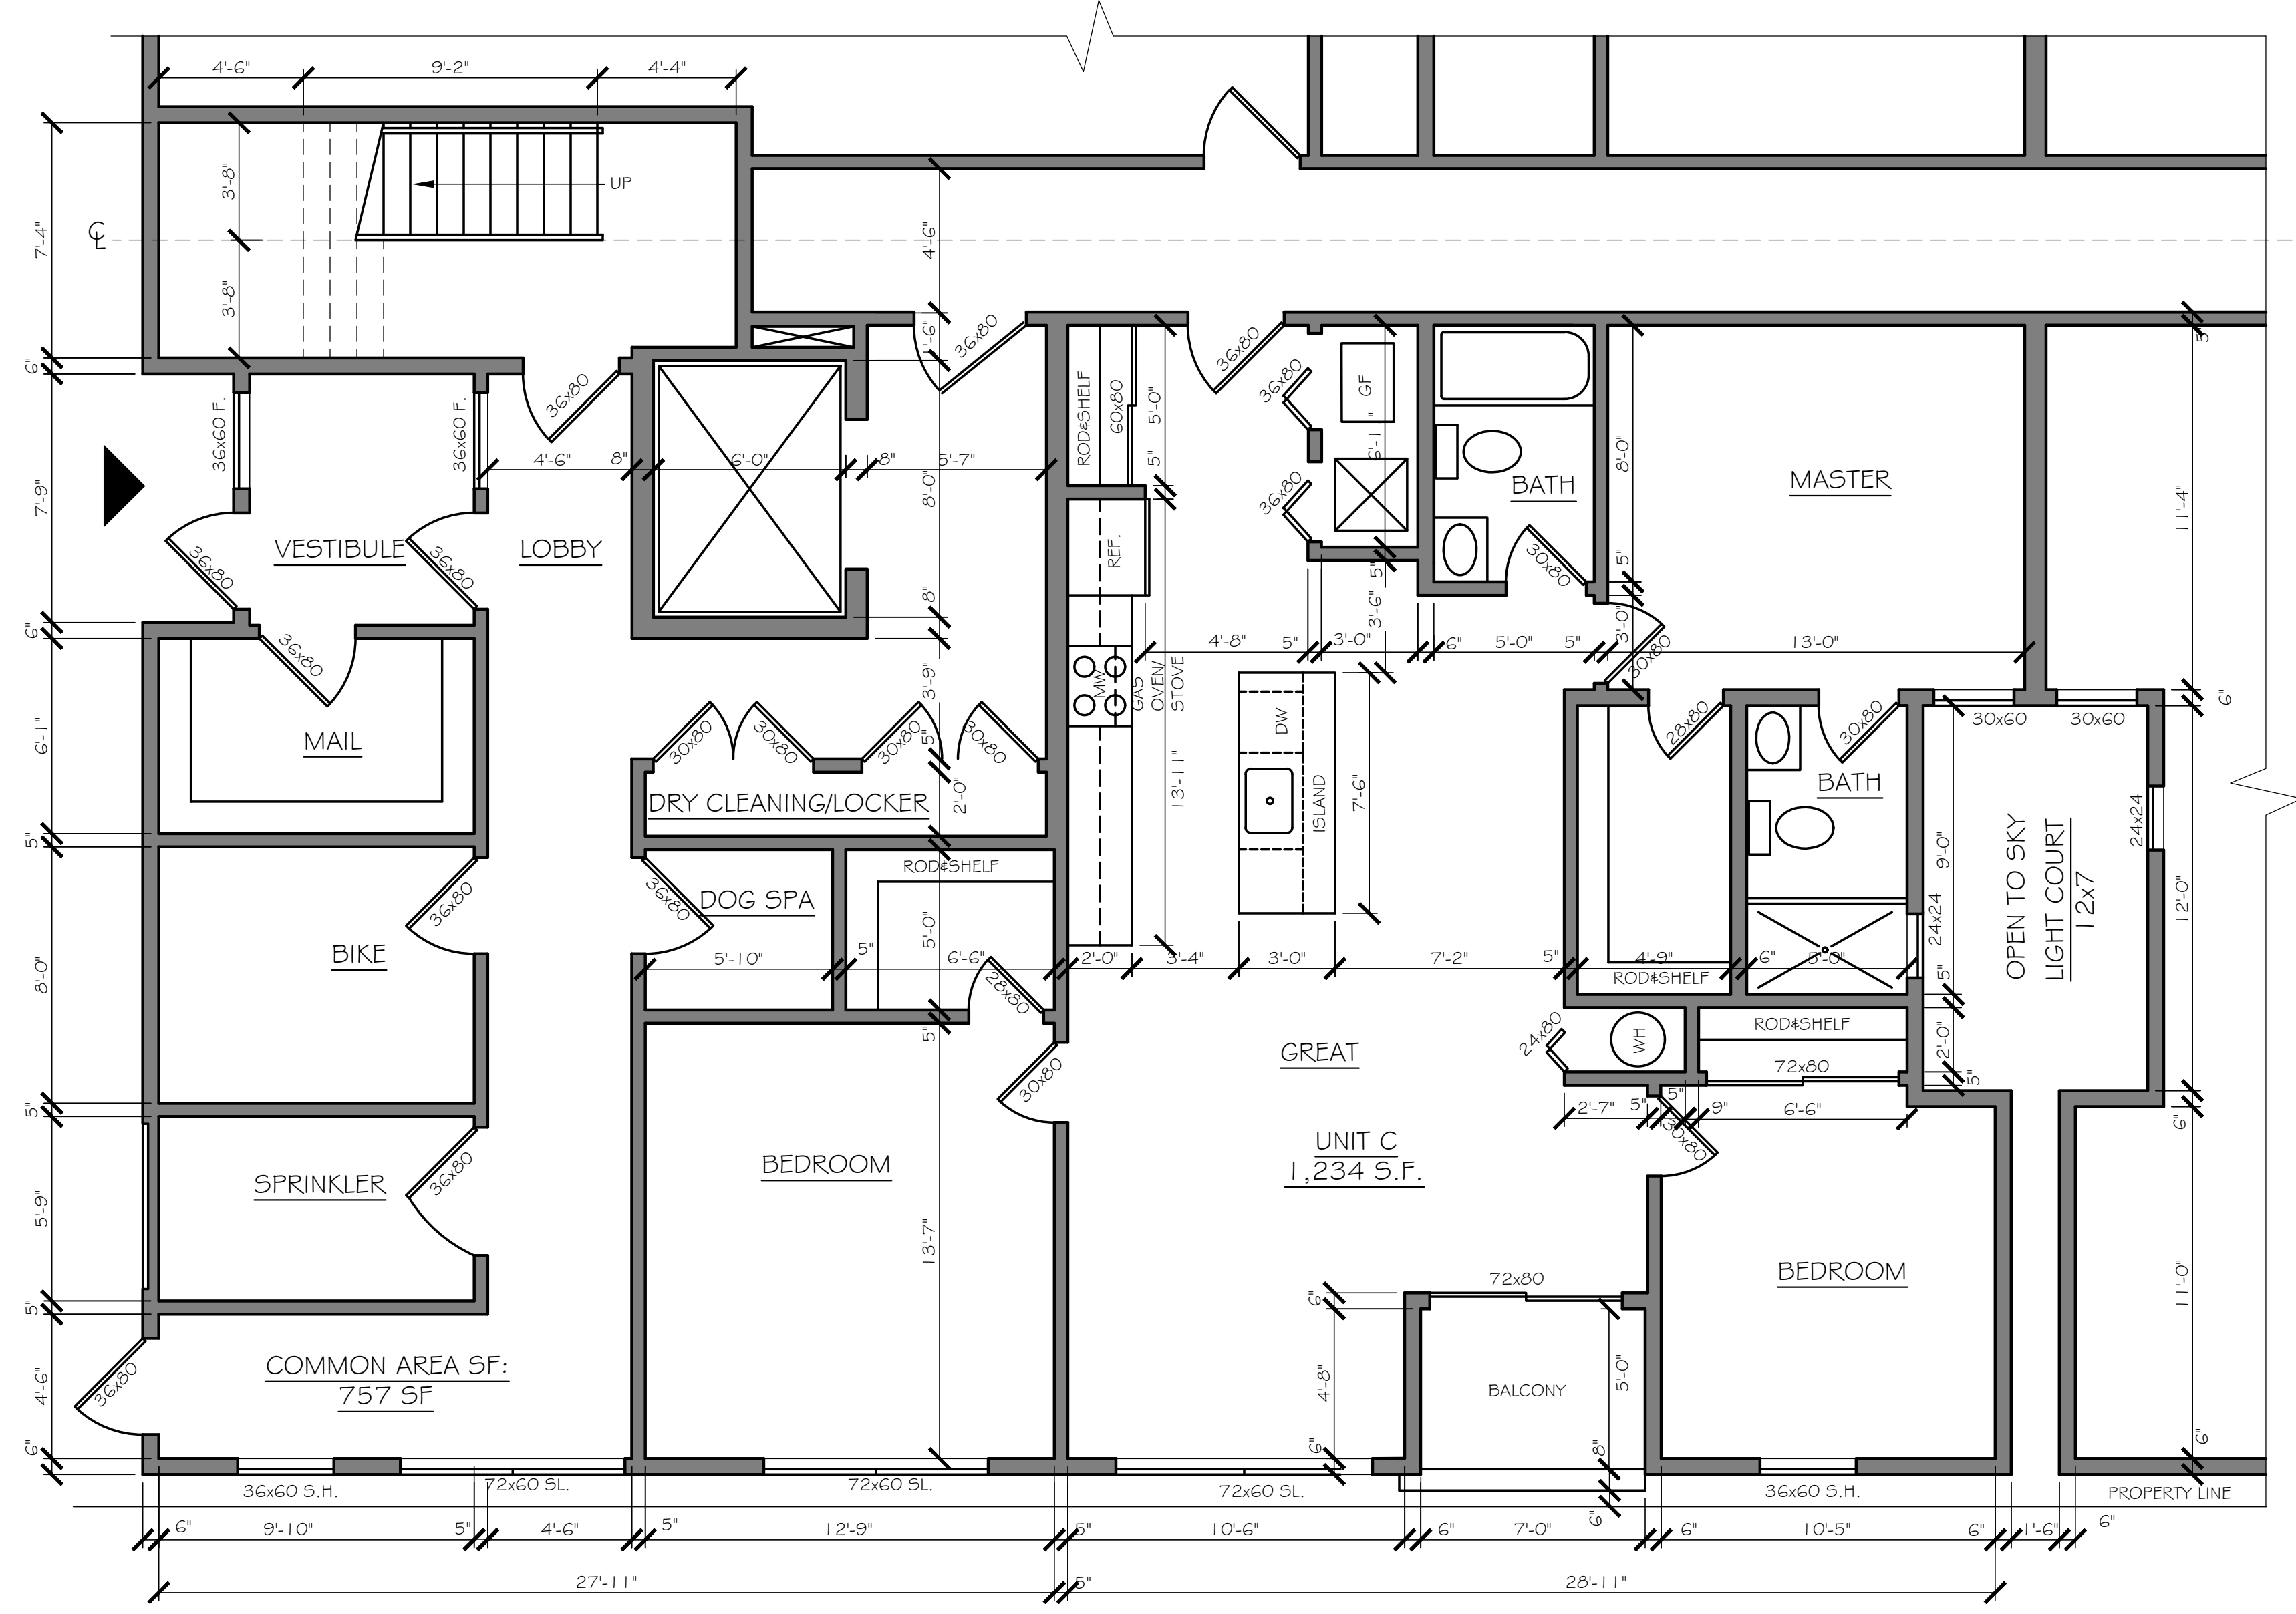 4'-6"
9'-2"
4'-4"
3'-8"
UP
7'-4"
℄
3'-8"
4'-6"
6"
36x80
36x80
36x80
5"
36x60 F.
36x60 F.
36x80
ROD&SHELF
60x80
5'-0"
36x80
GF
8'-0"
4'-6"
8"
6'-0"
8"
5'-7"
5"
MASTER
7'-9"
8'-0"
36x80
BATH
11'-4"
VESTIBULE
LOBBY
REF.
36x80
36x80
30x80
5"
5"
8"
3'-6"
3'-0"
6"
36x80
4'-8"
5"
3'-0"
6"
5'-0"
5"
13'-0"
30x80
3'-9"
MW
GAS
OVEN/
STOVE
6"
6'-1"
MAIL
30x80
30x80
30x80
5"
30x80
DW
28x80
30x80
30x60
30x60
DRY CLEANING/LOCKER
2'-0"
13'-11"
ISLAND
7'-6"
BATH
24x24
5"
ROD&SHELF
9'-0"
OPEN TO SKY
LIGHT COURT
12x7
12'-0"
36x80
36x80
DOG SPA
5'-0"
24x24
BIKE
5'-10"
5"
6'-6"
2'-0"
3'-4"
3'-0"
7'-2"
5"
4'-9"
6"
5'-0"
8'-0"
28x80
ROD&SHELF
5"
5"
24x80
WH
ROD&SHELF
2'-0"
GREAT
72x80
30x80
5"
5"
2'-7"
5"
5"
9"
6'-6"
6"
36x80
UNIT C
1,234 S.F.
30x80
BEDROOM
SPRINKLER
5'-9"
13'-7"
BEDROOM
11'-0"
72x80
5"
6"
COMMON AREA SF:
757 SF
36x80
4'-6"
4'-8"
BALCONY
5'-0"
6"
6"
8"
6"
36x60 S.H.
72x60 SL.
72x60 SL.
72x60 SL.
36x60 S.H.
PROPERTY LINE
6"
9'-10"
5"
4'-6"
5"
12'-9"
5"
10'-6"
6"
7'-0"
6"
6"
10'-5"
6"
1'-6"
6"
27'-11"
5"
28'-11"